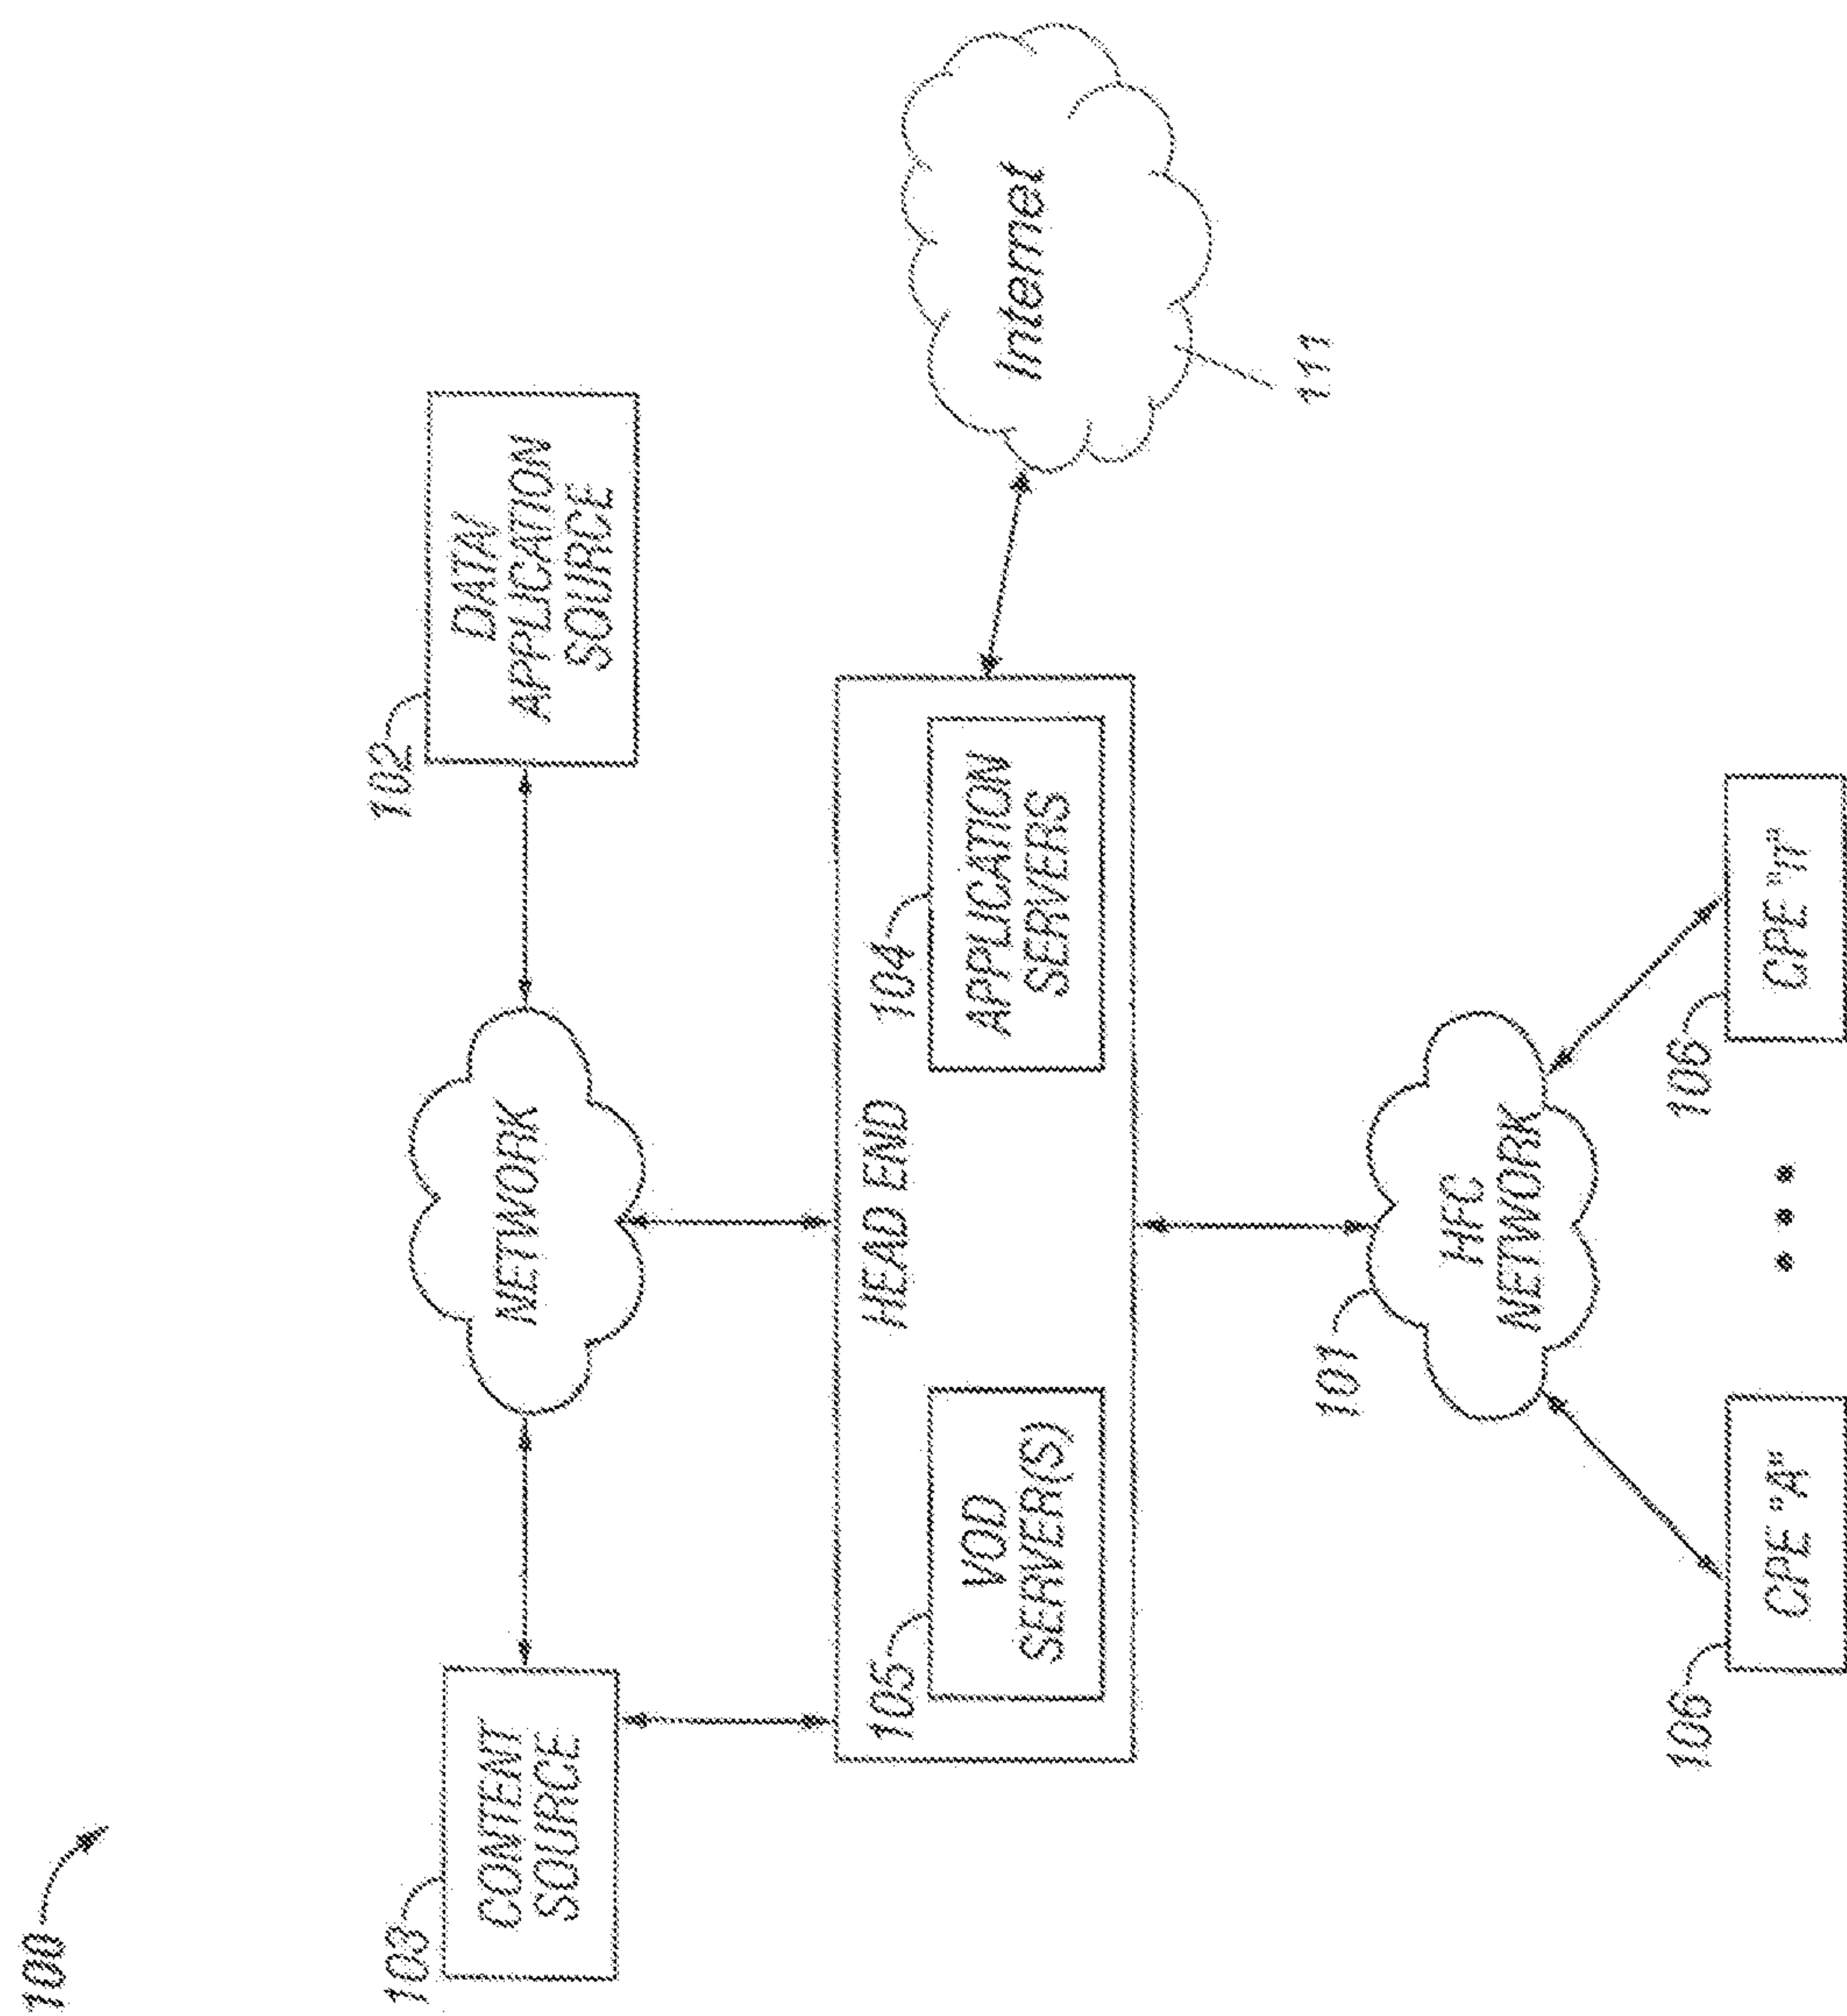 100
103
102
CONTENT
SOURCE
NETWORK
DATA/
APPLICATION
SOURCE
HEAD END
105
VOD
SERVER(S)
104
APPLICATION
SERVERS
Internet
111
101
HFC
NETWORK
106
CPE "A"
106
CPE "n"